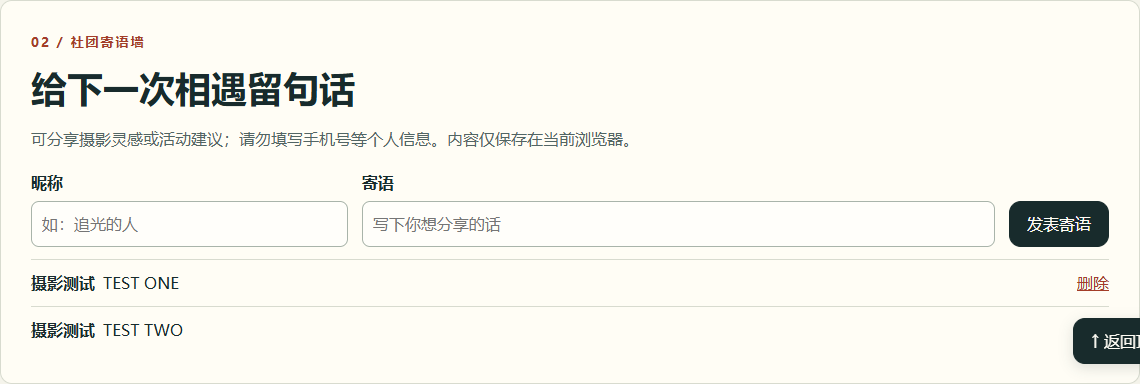 02 / 社团寄语墙
给下一次相遇留句话
可分享摄影灵感或活动建议；请勿填写手机号等个人信息。内容仅保存在当前浏览器。
昵称 寄语
如：追光的人 写下你想分享的话 发表寄语
摄影测试 TEST ONE 删除
摄影测试 TEST TWO
↑ 返回